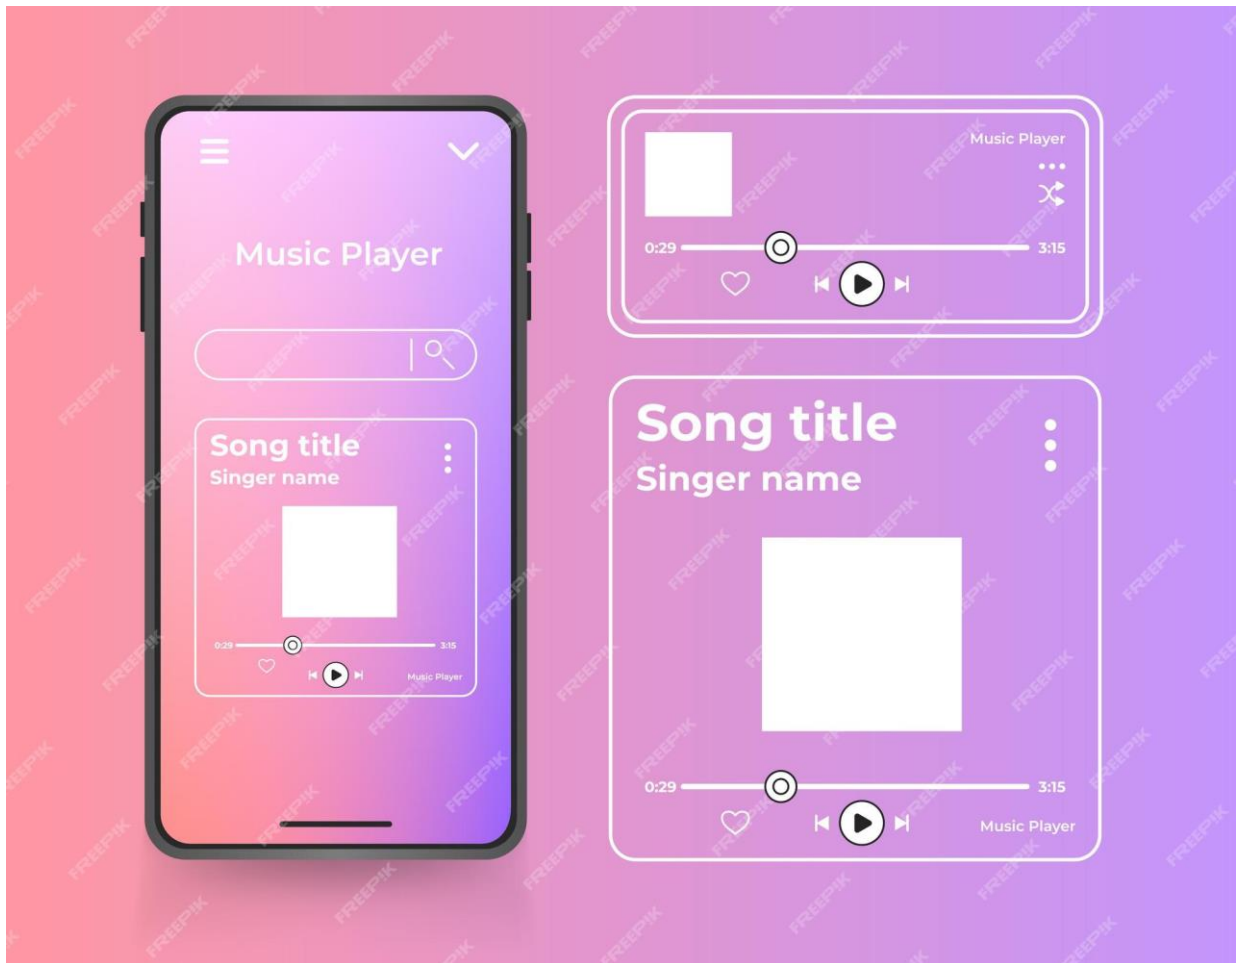 Music Player
Song title
Singer name
0:29
3:15
Music Player
Music Player
0:29
3:15
Song title
Singer name
0:29
3:15
Music Player
FREEPIK